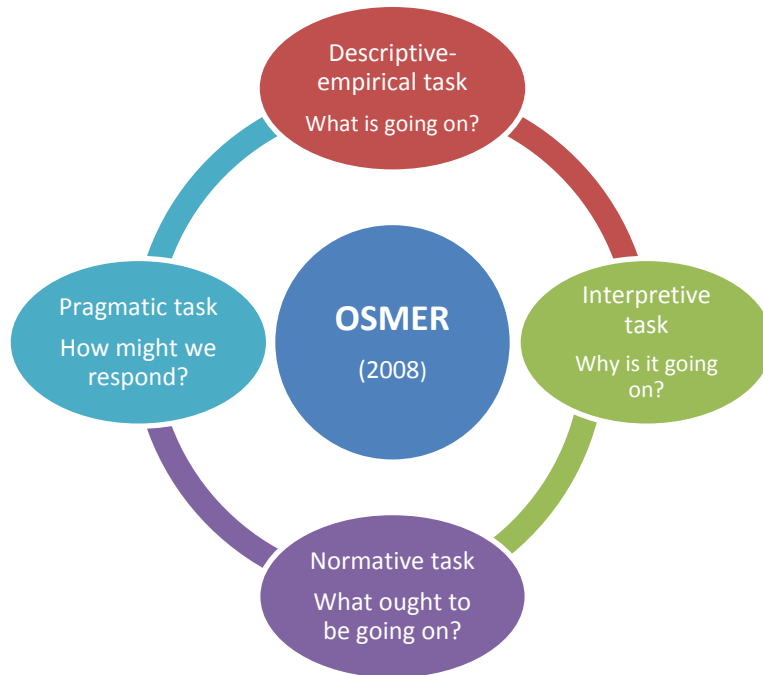 Descriptive-
empirical task
What is going on?
Interpretive
task
Why is it going
on?
Normative task
What ought to
be going on?
Pragmatic task
How might we
respond?
OSMER
(2008)